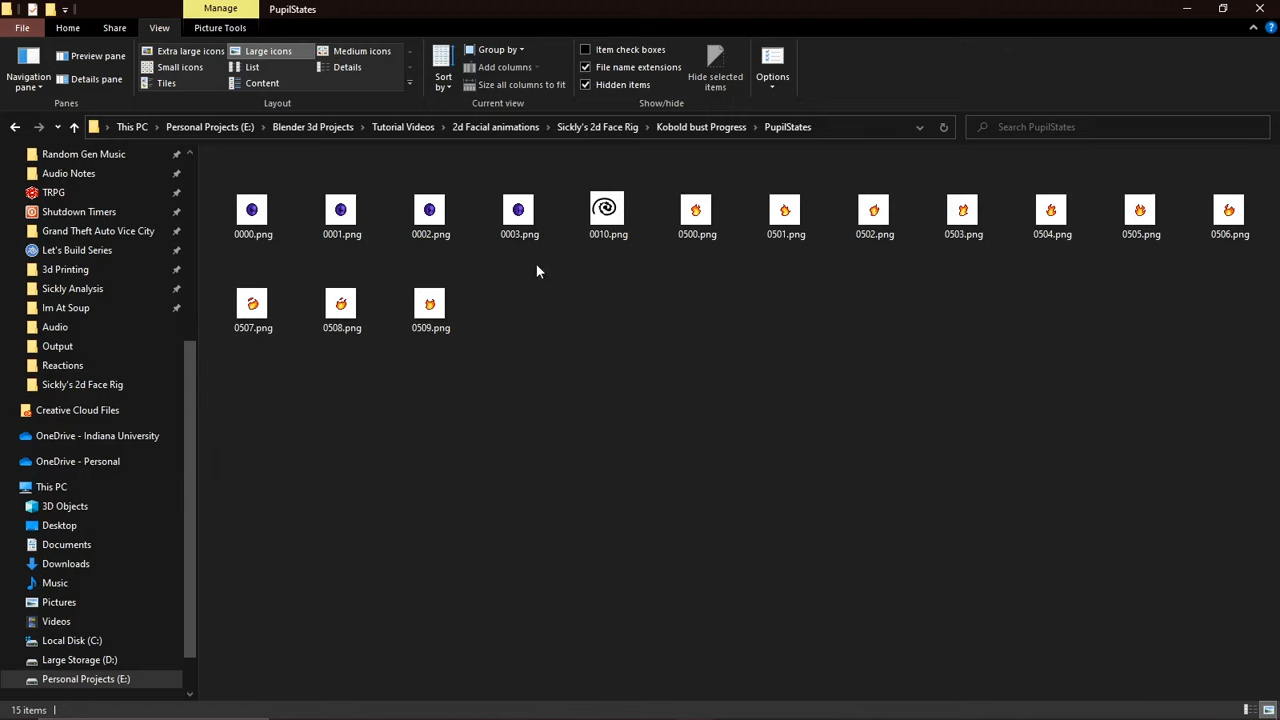 Manage
PupilStates
File
Home
Share
View
Picture Tools
Navigation pane
Preview pane
Details pane
Panes
Extra large icons
Large icons
Medium icons
Small icons
List
Details
Tiles
Content
Layout
Sort by
Group by
Add columns
Size all columns to fit
Current view
Item check boxes
File name extensions
Hidden items
Hide selected items
Show/hide
Options
This PC
Personal Projects (E:)
Blender 3d Projects
Tutorial Videos
2d Facial animations
Sickly's 2d Face Rig
Kobold bust Progress
PupilStates
Search PupilStates
Random Gen Music
Audio Notes
TRPG
Shutdown Timers
Grand Theft Auto Vice City
Let's Build Series
3d Printing
Sickly Analysis
Im At Soup
Audio
Output
Reactions
Sickly's 2d Face Rig
Creative Cloud Files
OneDrive - Indiana University
OneDrive - Personal
This PC
3D Objects
Desktop
Documents
Downloads
Music
Pictures
Videos
Local Disk (C:)
Large Storage (D:)
Personal Projects (E:)
0000.png
0001.png
0002.png
0003.png
0010.png
0500.png
0501.png
0502.png
0503.png
0504.png
0505.png
0506.png
0507.png
0508.png
0509.png
15 items